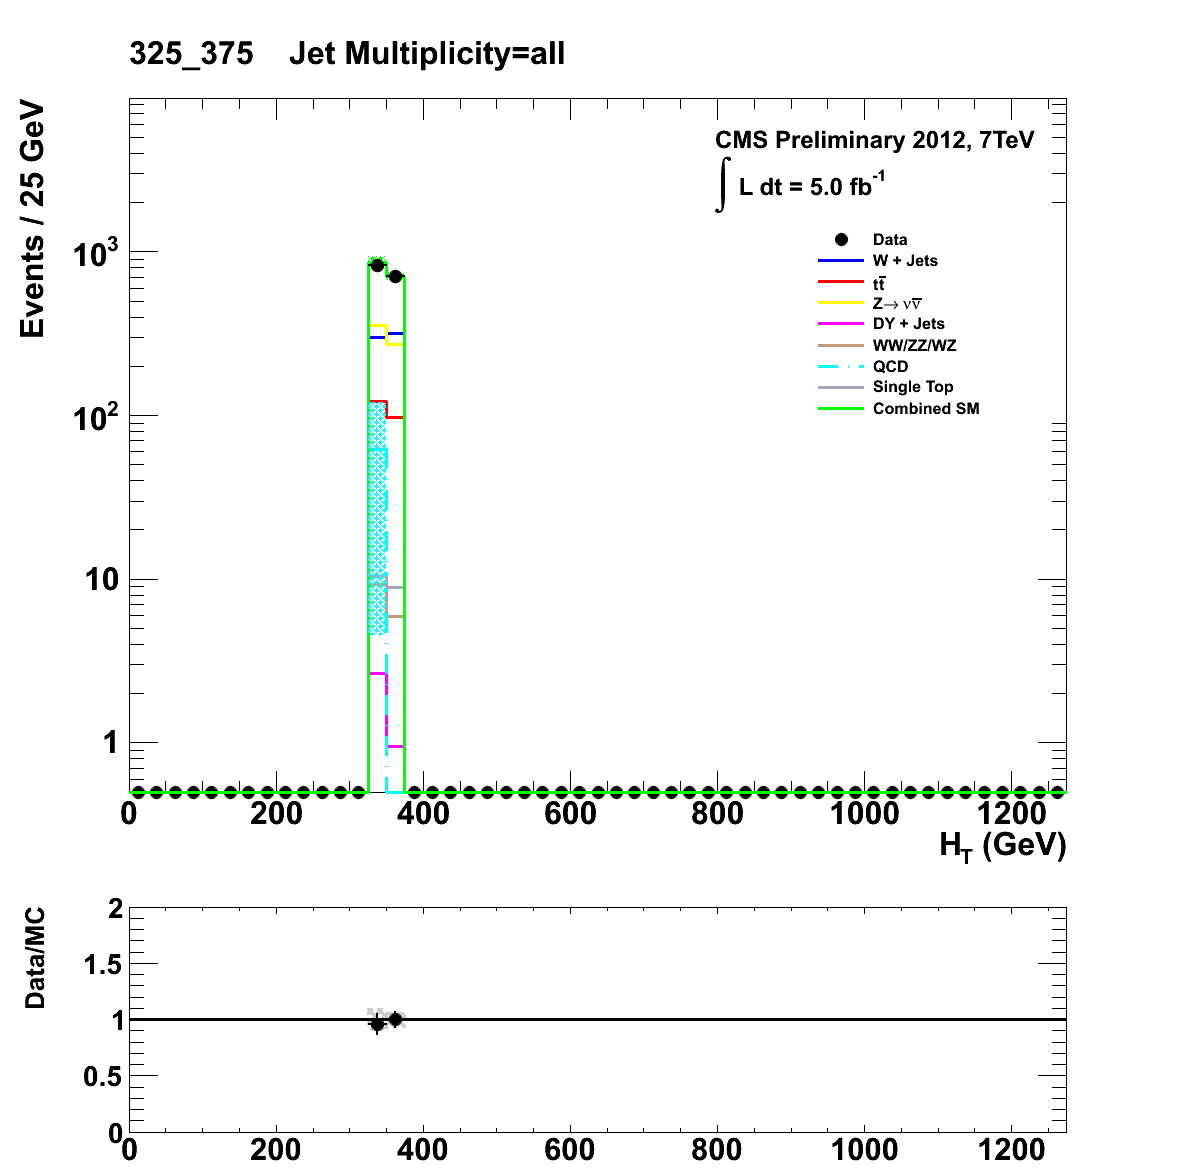 325_375 Jet Multiplicity=all
Events / 25 GeV
CMS Preliminary 2012, 7TeV
∫ L dt = 5.0 fb⁻¹
Data
W + Jets
tt̅
Z→ νν̅
DY + Jets
WW/ZZ/WZ
QCD
Single Top
Combined SM
10³
10²
10
1
0 200 400 600 800 1000 1200
H_T (GeV)
Data/MC
2
1.5
1
0.5
0
0 200 400 600 800 1000 1200